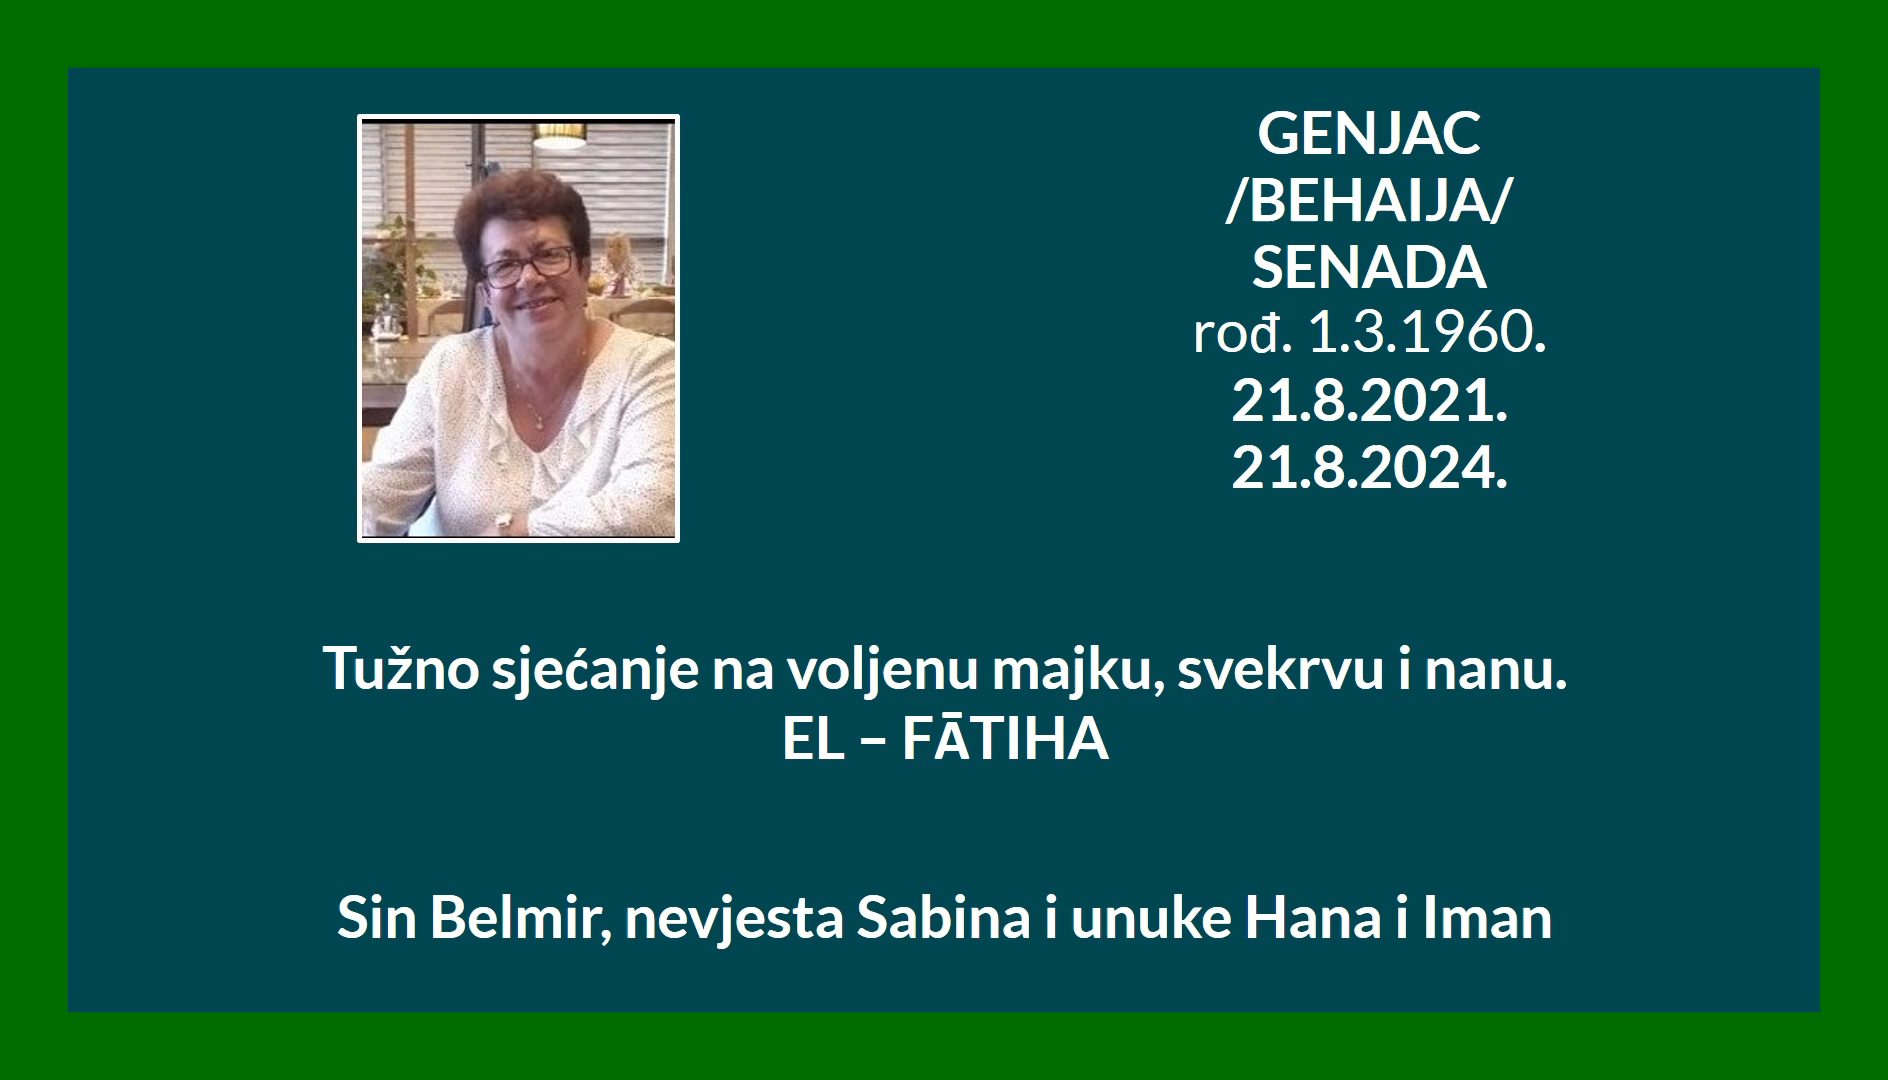 GENJAC
/BEHAIJA/
SENADA
rođ. 1.3.1960.
21.8.2021.
21.8.2024.
Tužno sjećanje na voljenu majku, svekrvu i nanu.
EL – FĀTIHA
Sin Belmir, nevjesta Sabina i unuke Hana i Iman